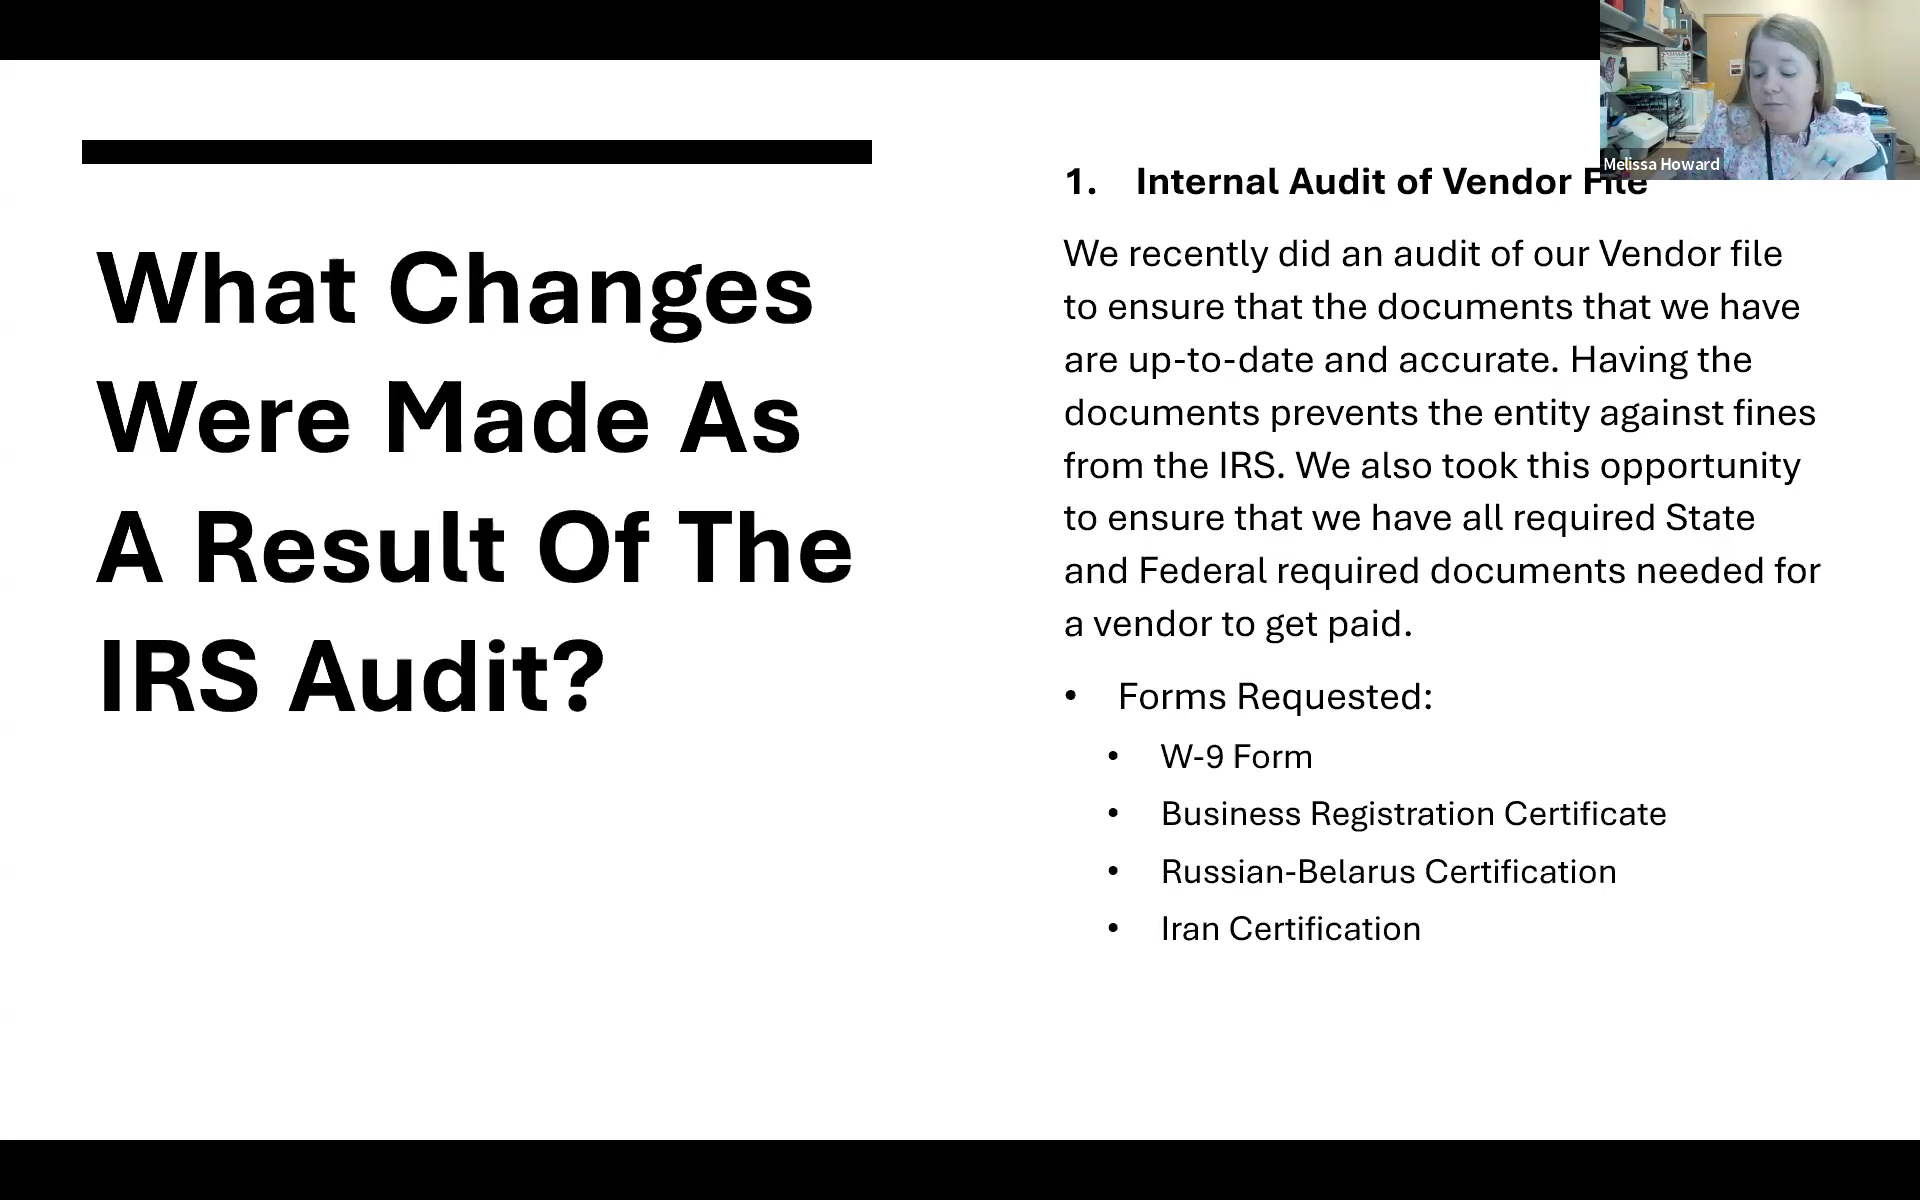 What Changes
Were Made As
A Result Of The
IRS Audit?
1. Internal Audit of Vendor File
We recently did an audit of our Vendor file
to ensure that the documents that we have
are up-to-date and accurate. Having the
documents prevents the entity against fines
from the IRS. We also took this opportunity
to ensure that we have all required State
and Federal required documents needed for
a vendor to get paid.
• Forms Requested:
• W-9 Form
• Business Registration Certificate
• Russian-Belarus Certification
• Iran Certification
Melissa Howard